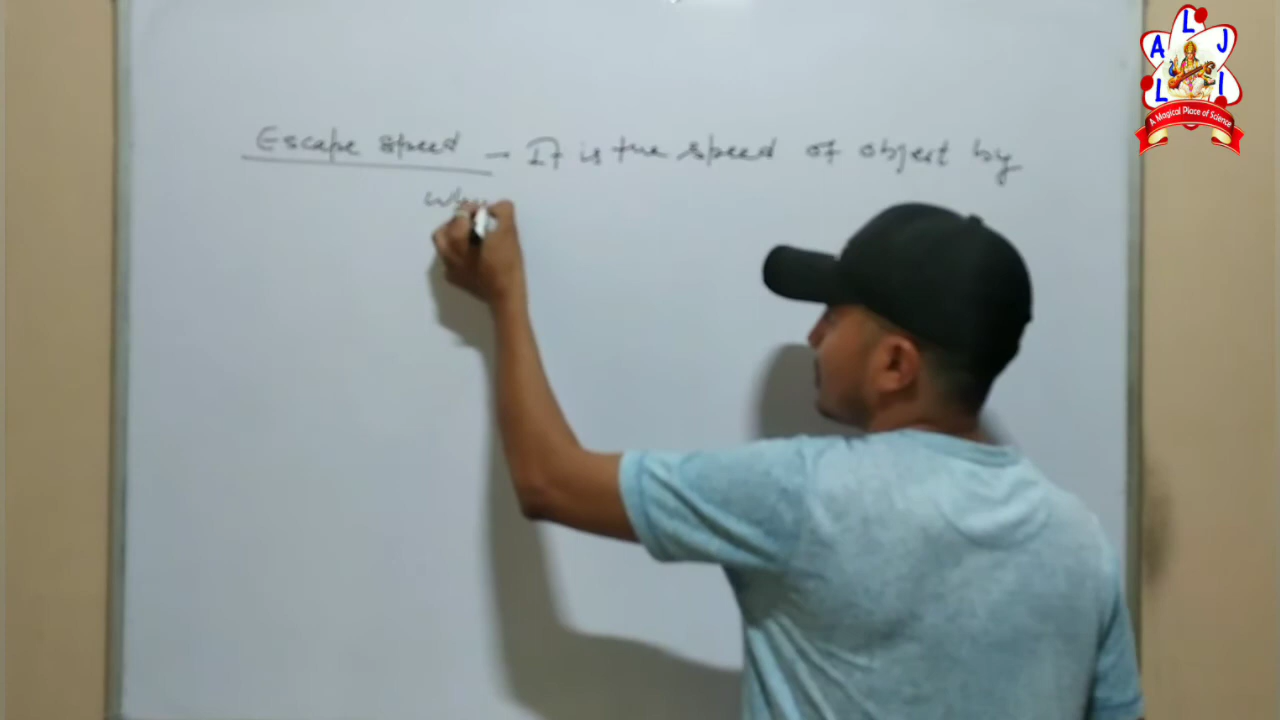 Escape speed - It is the speed of object by
A L J I L
A Magical Place of Science